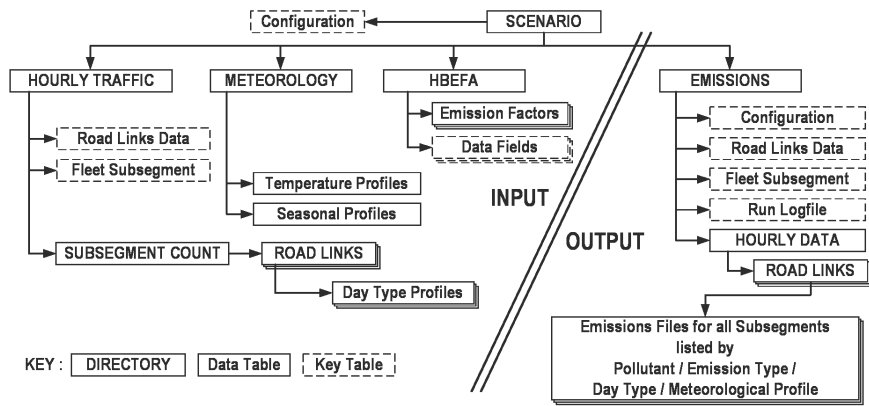 Configuration
SCENARIO
HOURLY TRAFFIC
METEOROLOGY
HBEFA
EMISSIONS
Road Links Data
Fleet Subsegment
Temperature Profiles
Seasonal Profiles
Emission Factors
Data Fields
SUBSEGMENT COUNT
ROAD LINKS
Day Type Profiles
INPUT
OUTPUT
Configuration
Road Links Data
Fleet Subsegment
Run Logfile
HOURLY DATA
ROAD LINKS
Emissions Files for all Subsegments
listed by
Pollutant / Emission Type /
Day Type / Meteorological Profile
KEY : DIRECTORY Data Table Key Table